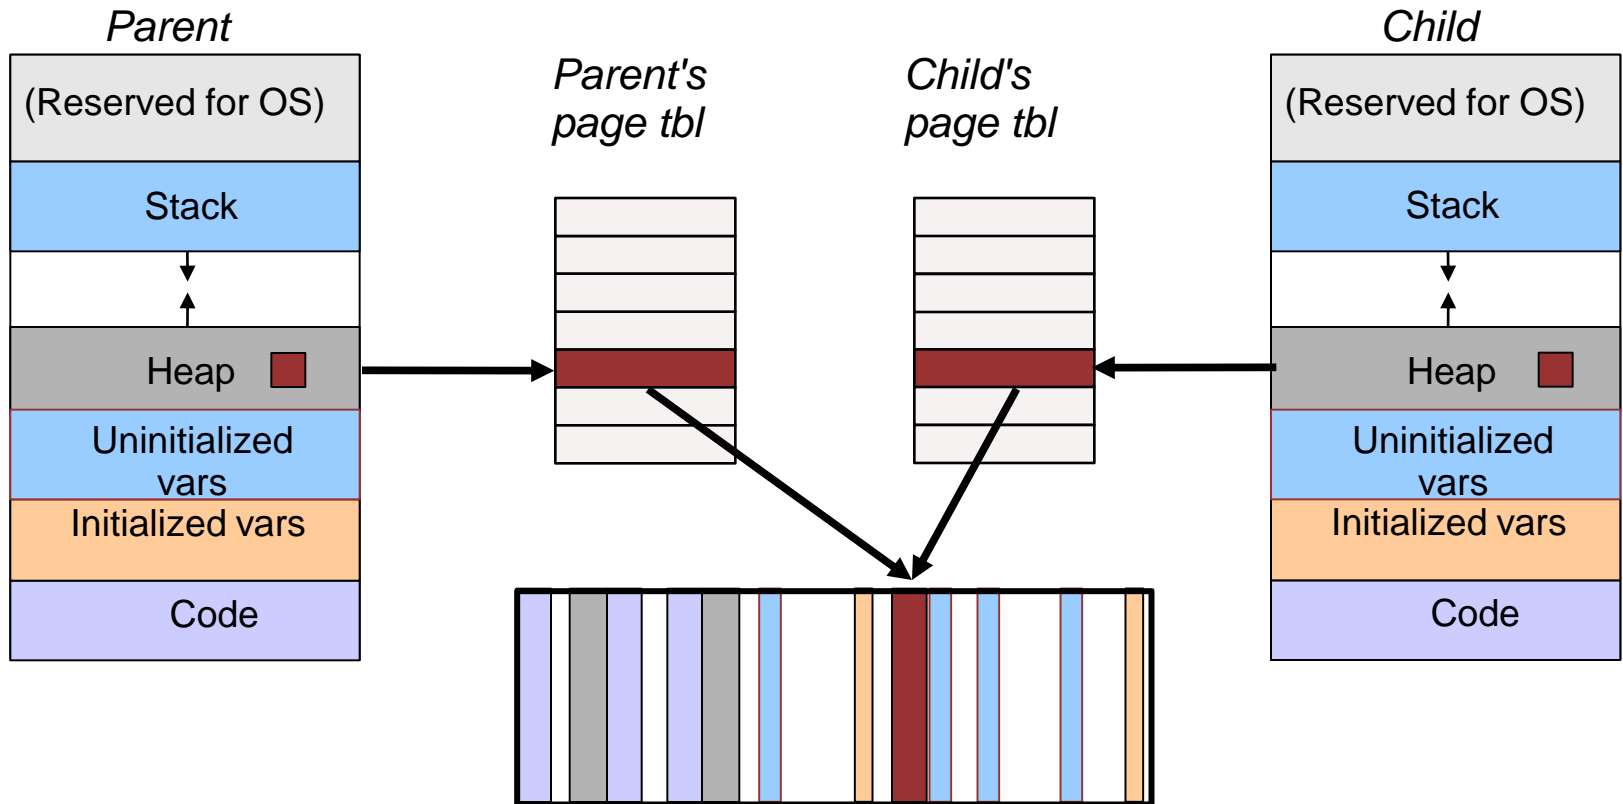 Parent
(Reserved for OS)
Stack
Heap
Uninitialized
vars
Initialized vars
Code
Parent's
page tbl
Child's
page tbl
Child
(Reserved for OS)
Stack
Heap
Uninitialized
vars
Initialized vars
Code